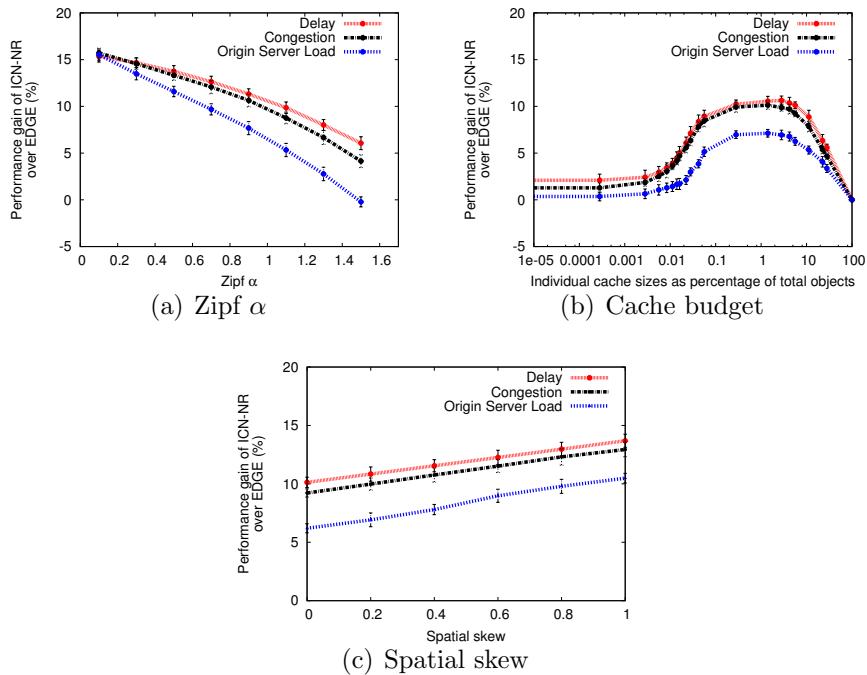 Performance gain of ICN-NR
over EDGE (%)
20
15
10
5
0
-5
Delay
Congestion
Origin Server Load
0 0.2 0.4 0.6 0.8 1 1.2 1.4 1.6
Zipf α
(a) Zipf α
Performance gain of ICN-NR
over EDGE (%)
20
15
10
5
0
-5
Delay
Congestion
Origin Server Load
1e-05 0.0001 0.001 0.01 0.1 1 10 100
Individual cache sizes as percentage of total objects
(b) Cache budget
Performance gain of ICN-NR
over EDGE (%)
20
15
10
5
0
Delay
Congestion
Origin Server Load
0 0.2 0.4 0.6 0.8 1
Spatial skew
(c) Spatial skew